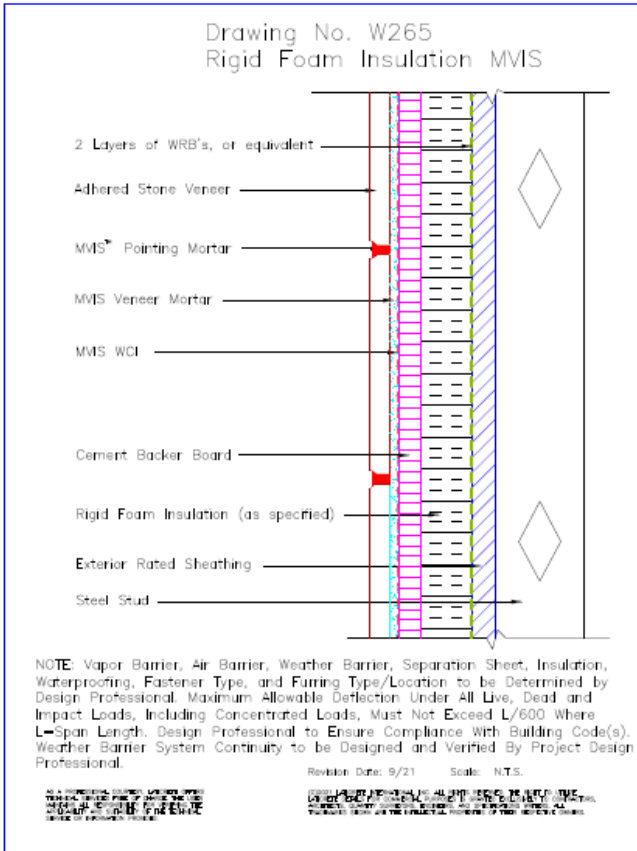 Drawing No. W265
Rigid Foam Insulation MVIS
2 Layers of WRB's, or equivalent
Adhered Stone Veneer
MVIS™ Pointing Mortar
MVIS Veneer Mortar
MVIS WCI
Cement Backer Board
Rigid Foam Insulation (as specified)
Exterior Rated Sheathing
Steel Stud
NOTE: Vapor Barrier, Air Barrier, Weather Barrier, Separation Sheet, Insulation,
Waterproofing, Fastener Type, and Furring Type/Location to be Determined by
Design Professional. Maximum Allowable Deflection Under All Live, Dead and
Impact Loads, Including Concentrated Loads, Must Not Exceed L/600 Where
L=Span Length. Design Professional to Ensure Compliance With Building Code(s).
Weather Barrier System Continuity to be Designed and Verified By Project Design
Professional.
Revision Date: 9/21 Scale: N.T.S.